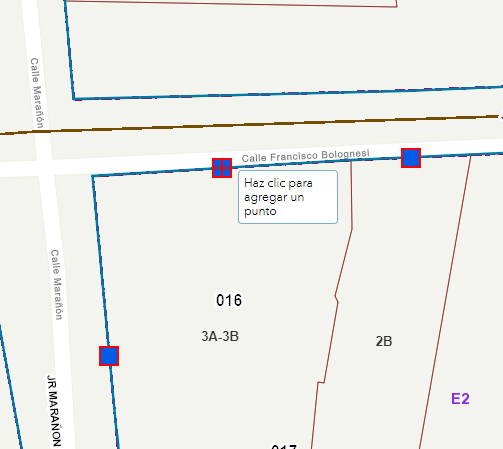 Calle Marañón
Calle Francisco Bolognesi
Haz clic para
agregar un
punto
Calle Marañón
016
3A-3B
2B
JR MARAÑON
E2
017